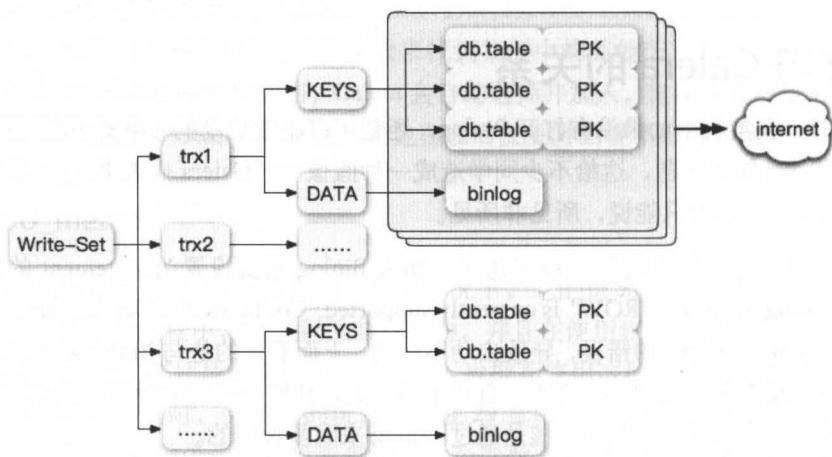 db.table PK
KEYS
db.table PK
db.table PK
internet
trx1
DATA
binlog
Write-Set
trx2
......
db.table PK
KEYS
db.table PK
trx3
......
DATA
binlog